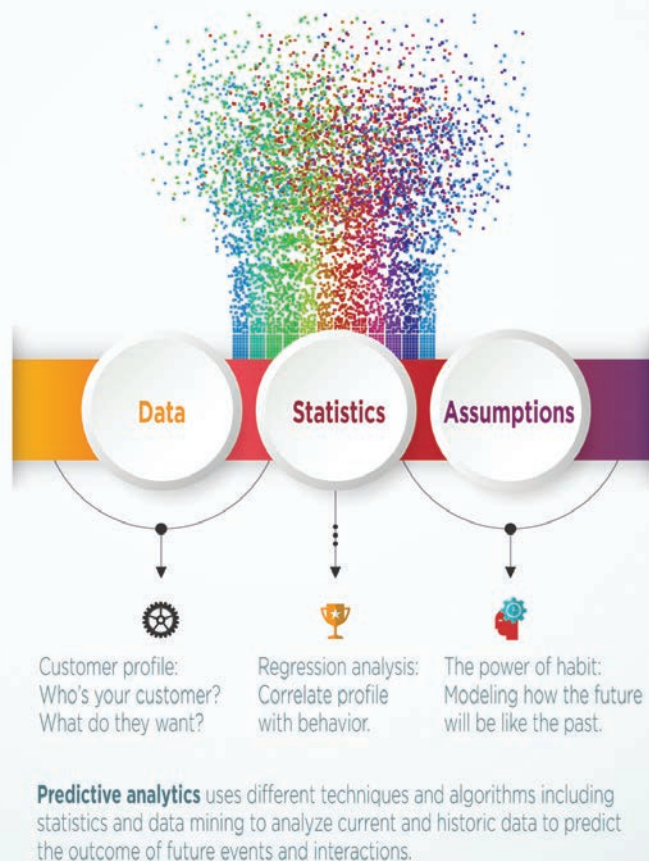 Data
Statistics
Assumptions
Customer profile:
Who's your customer?
What do they want?
Regression analysis:
Correlate profile
with behavior.
The power of habit:
Modeling how the future
will be like the past.
Predictive analytics uses different techniques and algorithms including
statistics and data mining to analyze current and historic data to predict
the outcome of future events and interactions.